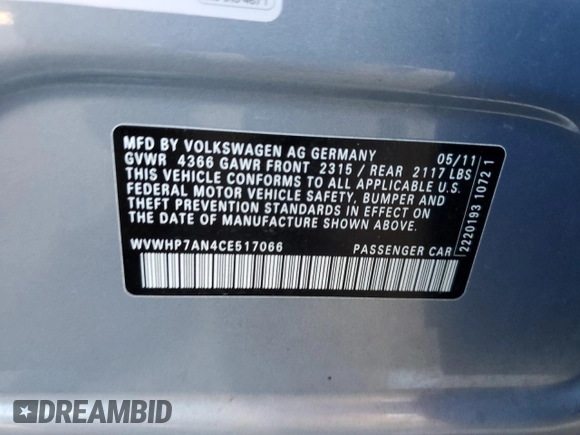 MFD BY VOLKSWAGEN AG GERMANY 05/11
GVWR 4366 GAWR FRONT 2315 / REAR 2117 LBS
THIS VEHICLE CONFORMS TO ALL APPLICABLE U.S.
FEDERAL MOTOR VEHICLE SAFETY, BUMPER AND
THEFT PREVENTION STANDARDS IN EFFECT ON THE
DATE OF MANUFACTURE SHOWN ABOVE.
WVWHP7AN4CE517066 PASSENGER CAR
2220193 1072 1
DREAMBID